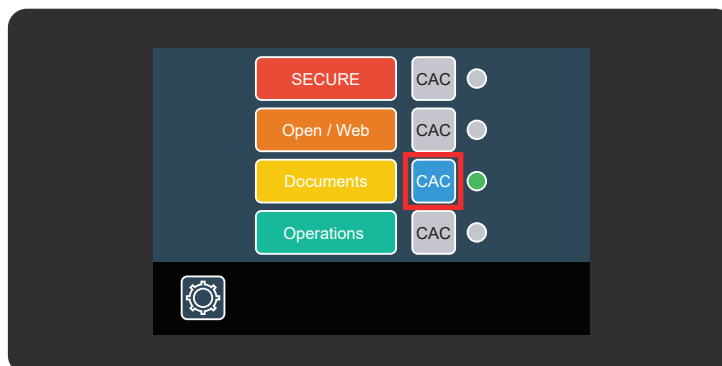 SECURE CAC
Open / Web CAC
Documents CAC
Operations CAC